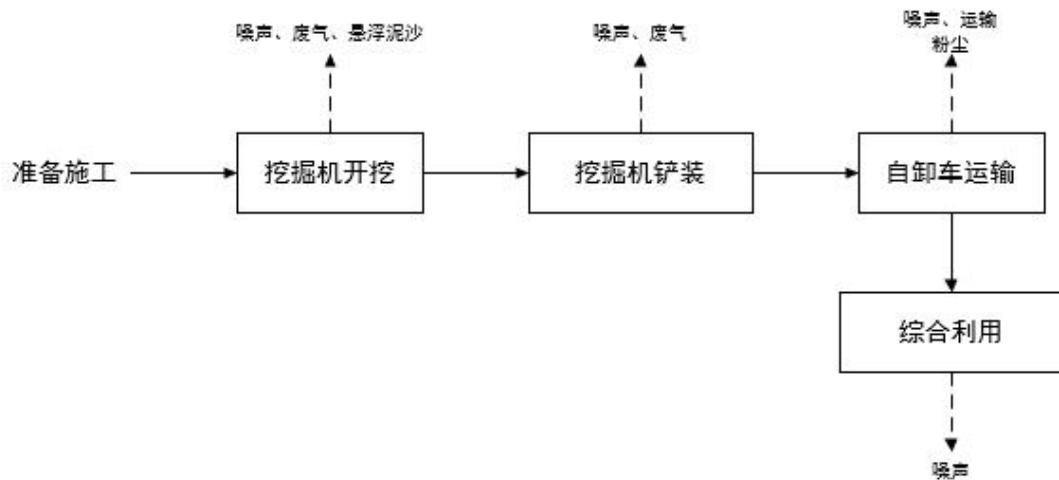 噪声、废气、悬浮泥沙
噪声、废气
噪声、运输
粉尘
准备施工
挖掘机开挖
挖掘机铲装
自卸车运输
综合利用
噪声